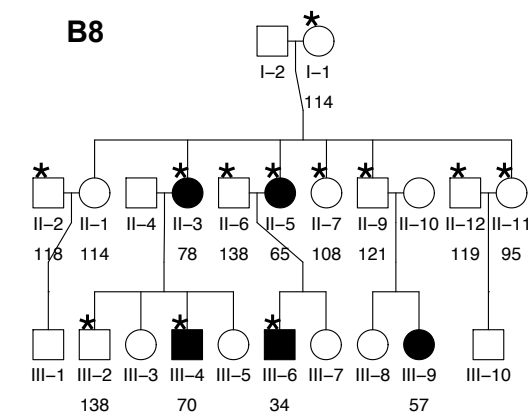 B8
* 
I−2 I−1
114
* * * * * * * *
II−2 II−1 II−4 II−3 II−6 II−5 II−7 II−9 II−10 II−12 II−11
118 114 78 138 65 108 121 119 95
* * *
III−1 III−2 III−3 III−4 III−5 III−6 III−7 III−8 III−9 III−10
138 70 34 57